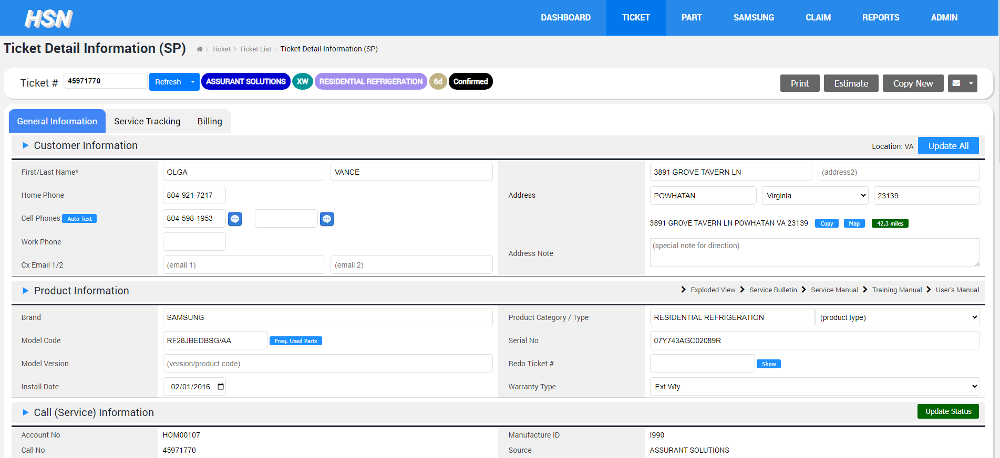 HSN
DASHBOARD TICKET PART SAMSUNG CLAIM REPORTS ADMIN
Ticket Detail Information (SP) Ticket Ticket List Ticket Detail Information (SP)
Ticket # 45971770 Refresh ASSURANT SOLUTIONS XW RESIDENTIAL REFRIGERATION 6d Confirmed Print Estimate Copy New
General Information Service Tracking Billing
Customer Information Location: VA Update All
First/Last Name* OLGA VANCE 3891 GROVE TAVERN LN (address2)
Home Phone 804-921-7217 Address POWHATAN Virginia 23139
Cell Phones Auto Text 804-598-1953 3891 GROVE TAVERN LN POWHATAN VA 23139 Copy Map 42.3 miles
Work Phone Address Note (special note for direction)
Cx Email 1/2 (email 1) (email 2)
Product Information Exploded View Service Bulletin Service Manual Training Manual User's Manual
Brand SAMSUNG Product Category / Type RESIDENTIAL REFRIGERATION (product type)
Model Code RF28JBEDBSG/AA Freq. Used Parts Serial No 07Y743AGC02089R
Model Version (version/product code) Redo Ticket # Show
Install Date 02/01/2016 Warranty Type Ext Wty
Call (Service) Information Update Status
Account No HOM00107 Manufacture ID I990
Call No 45971770 Source ASSURANT SOLUTIONS